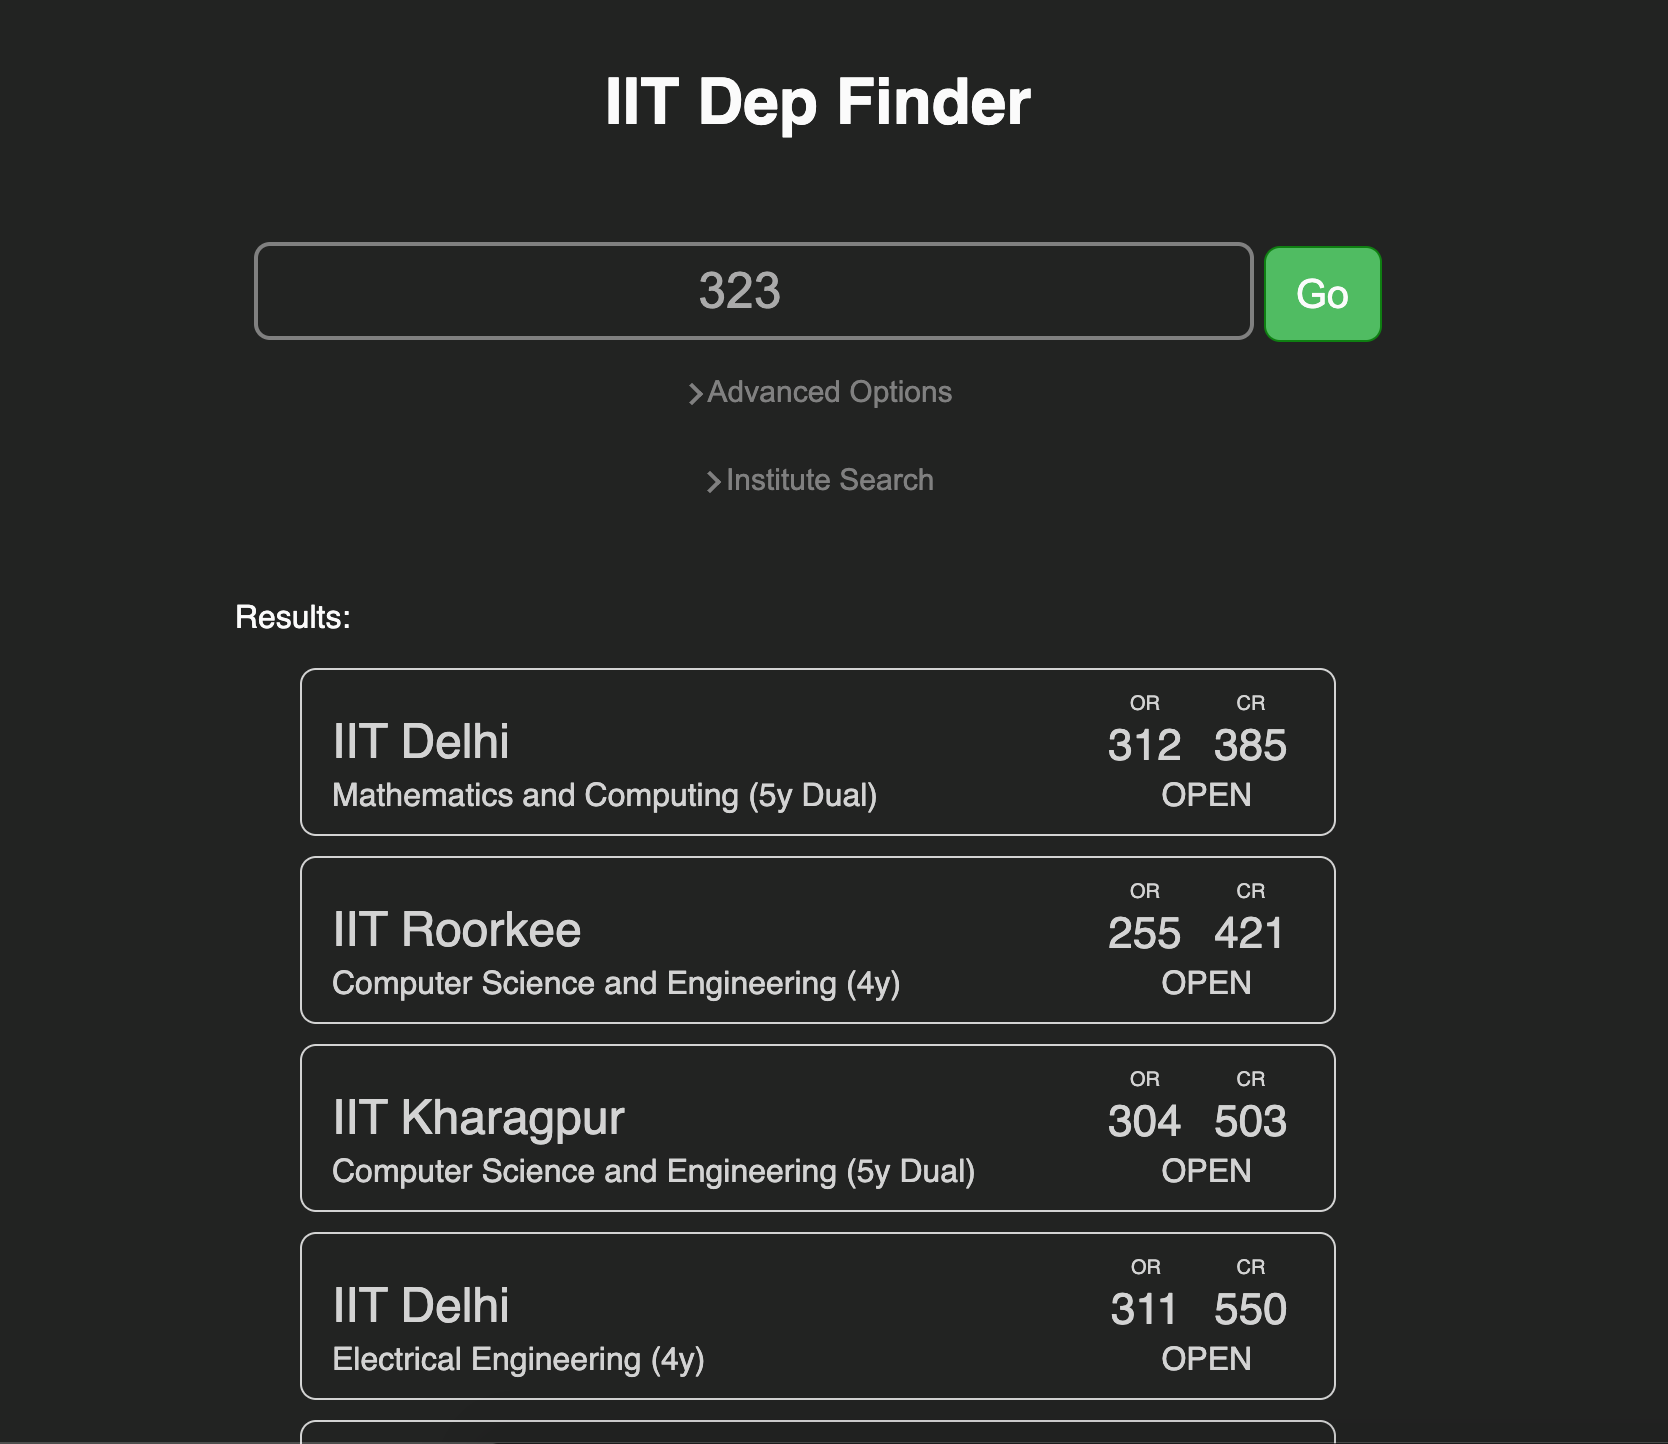 IIT Dep Finder
323
Go
Advanced Options
Institute Search
Results:
OR CR
IIT Delhi 312 385
Mathematics and Computing (5y Dual) OPEN
OR CR
IIT Roorkee 255 421
Computer Science and Engineering (4y) OPEN
OR CR
IIT Kharagpur 304 503
Computer Science and Engineering (5y Dual) OPEN
OR CR
IIT Delhi 311 550
Electrical Engineering (4y) OPEN